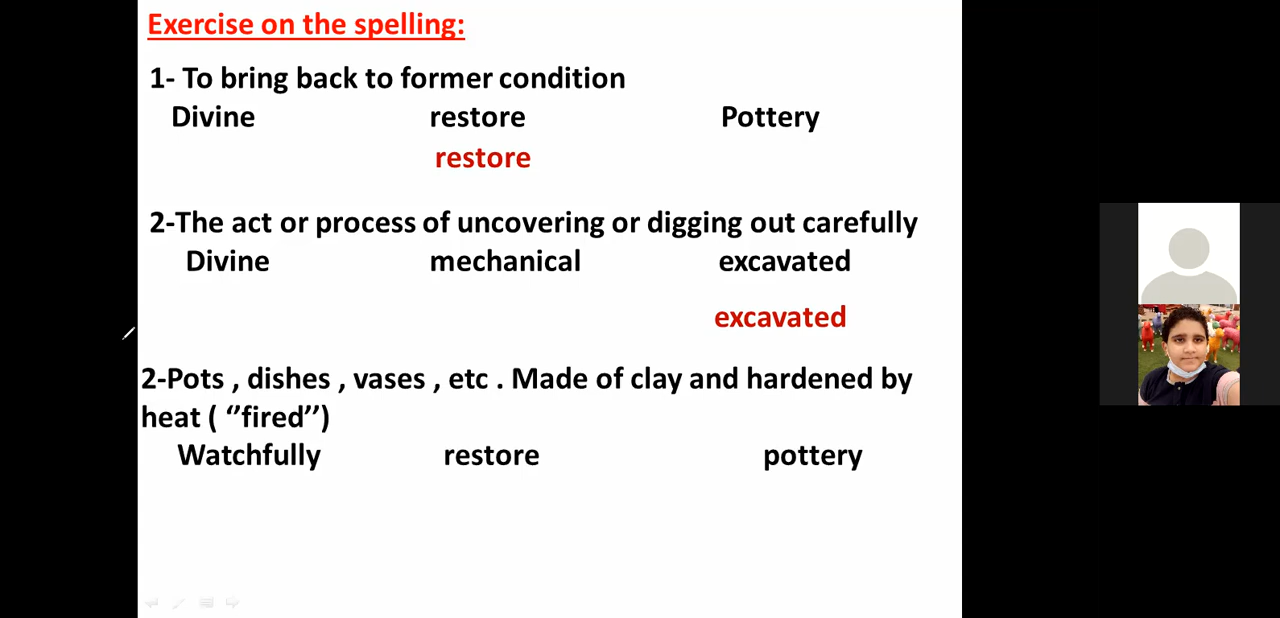 Exercise on the spelling:
1- To bring back to former condition
Divine restore Pottery
restore
2-The act or process of uncovering or digging out carefully
Divine mechanical excavated
excavated
2-Pots , dishes , vases , etc . Made of clay and hardened by
heat ( ‘’fired’’)
Watchfully restore pottery